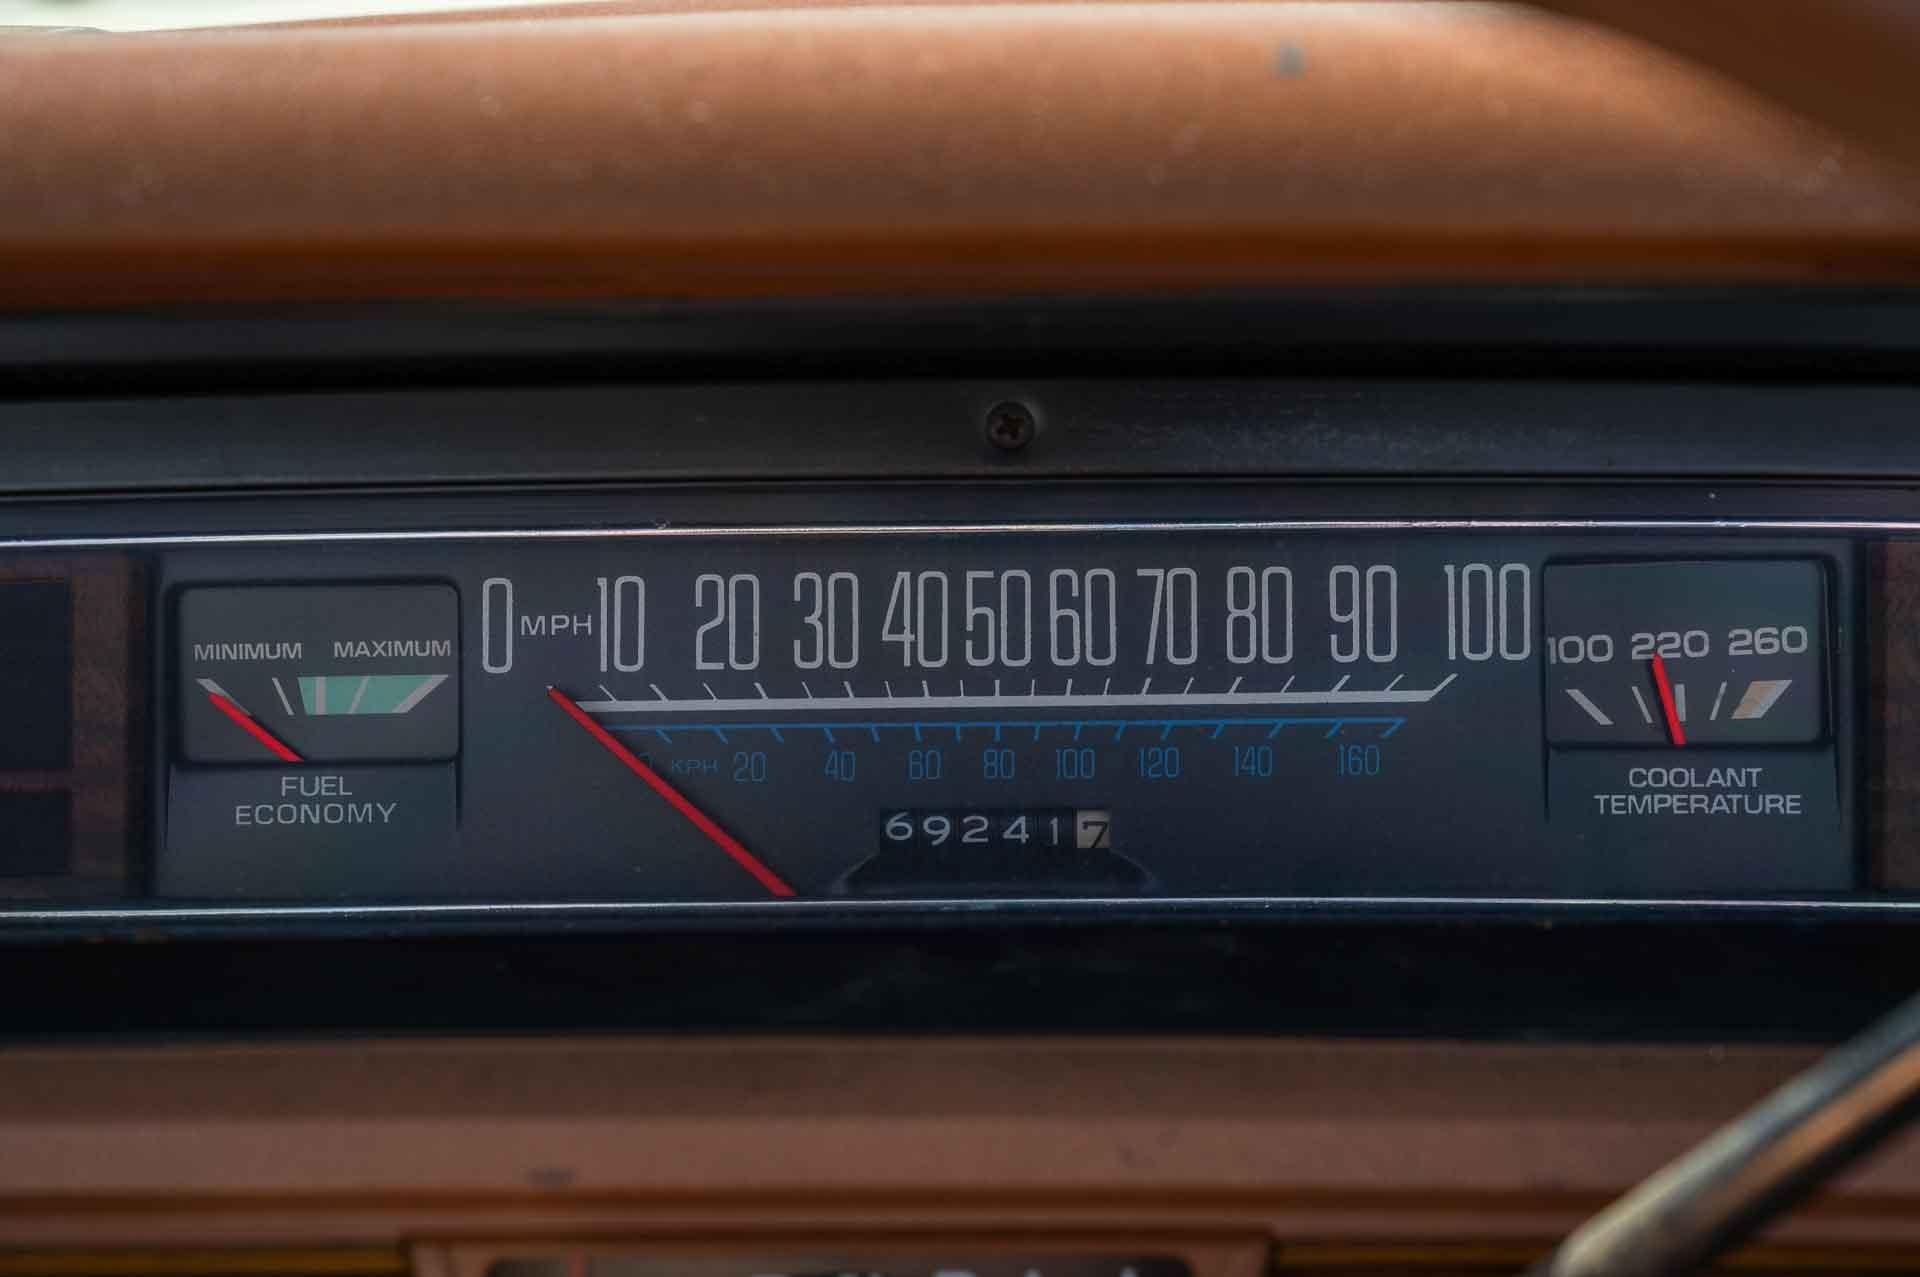 MINIMUM MAXIMUM
FUEL
ECONOMY
0 MPH 10 20 30 40 50 60 70 80 90 100
0 KPH 20 40 60 80 100 120 140 160
692417
100 220 260
COOLANT
TEMPERATURE